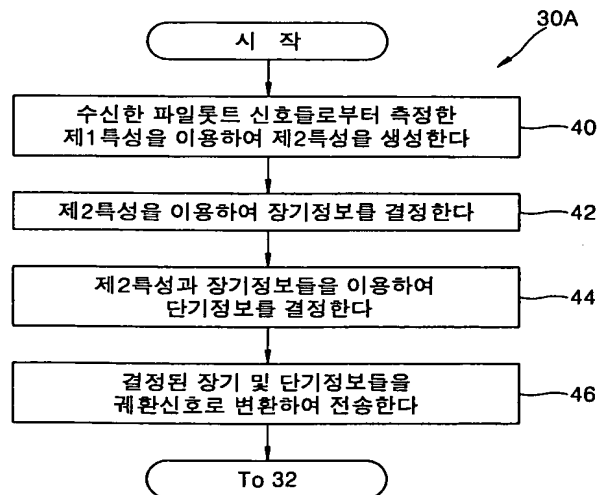 30A
시 작
수신한 파일롯트 신호들로부터 측정한
제1특성을 이용하여 제2특성을 생성한다
40
제2특성을 이용하여 장기정보를 결정한다
42
제2특성과 장기정보들을 이용하여
단기정보를 결정한다
44
결정된 장기 및 단기정보들을
궤환신호로 변환하여 전송한다
46
To 32